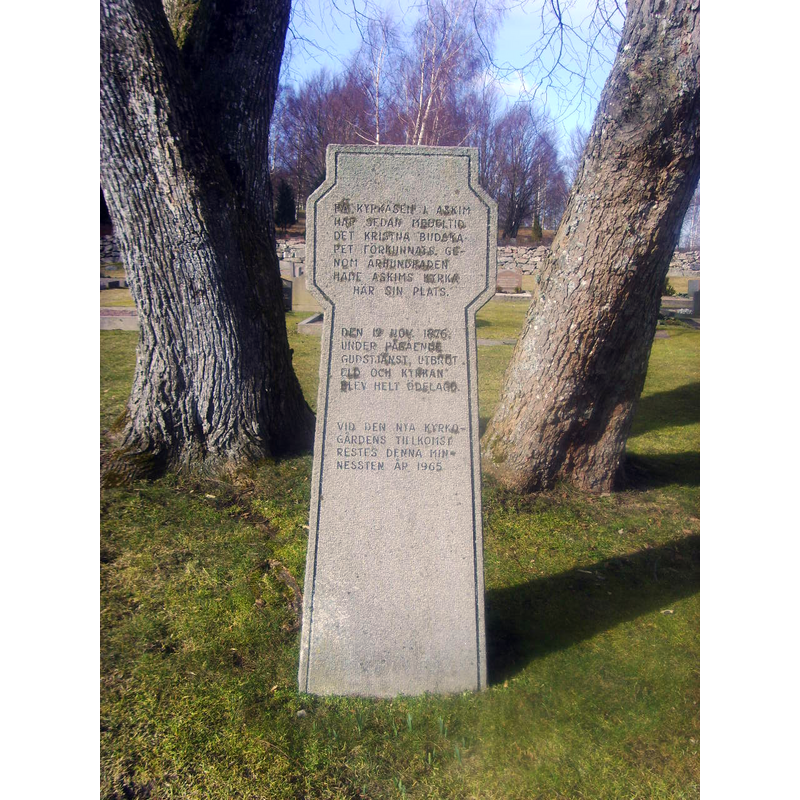 PÅ KYRKÅSEN I ASKIM
HAR SEDAN MEDELTID
DET KRISTNA BUDSKA-
PET FÖRKUNNATS. GE-
NOM ÅRHUNDRADEN
HADE ASKIMS KYRKA
HÄR SIN PLATS.
DEN 12 NOV. 1876,
UNDER PÅGÅENDE
GUDSTJÄNST, UTBRÖT
ELD OCH KYRKAN
BLEV HELT ÖDELAGD.
VID DEN NYA KYRKO-
GÅRDENS TILLKOMST
RESTES DENNA MIN-
NESSTEN ÅR 1965.